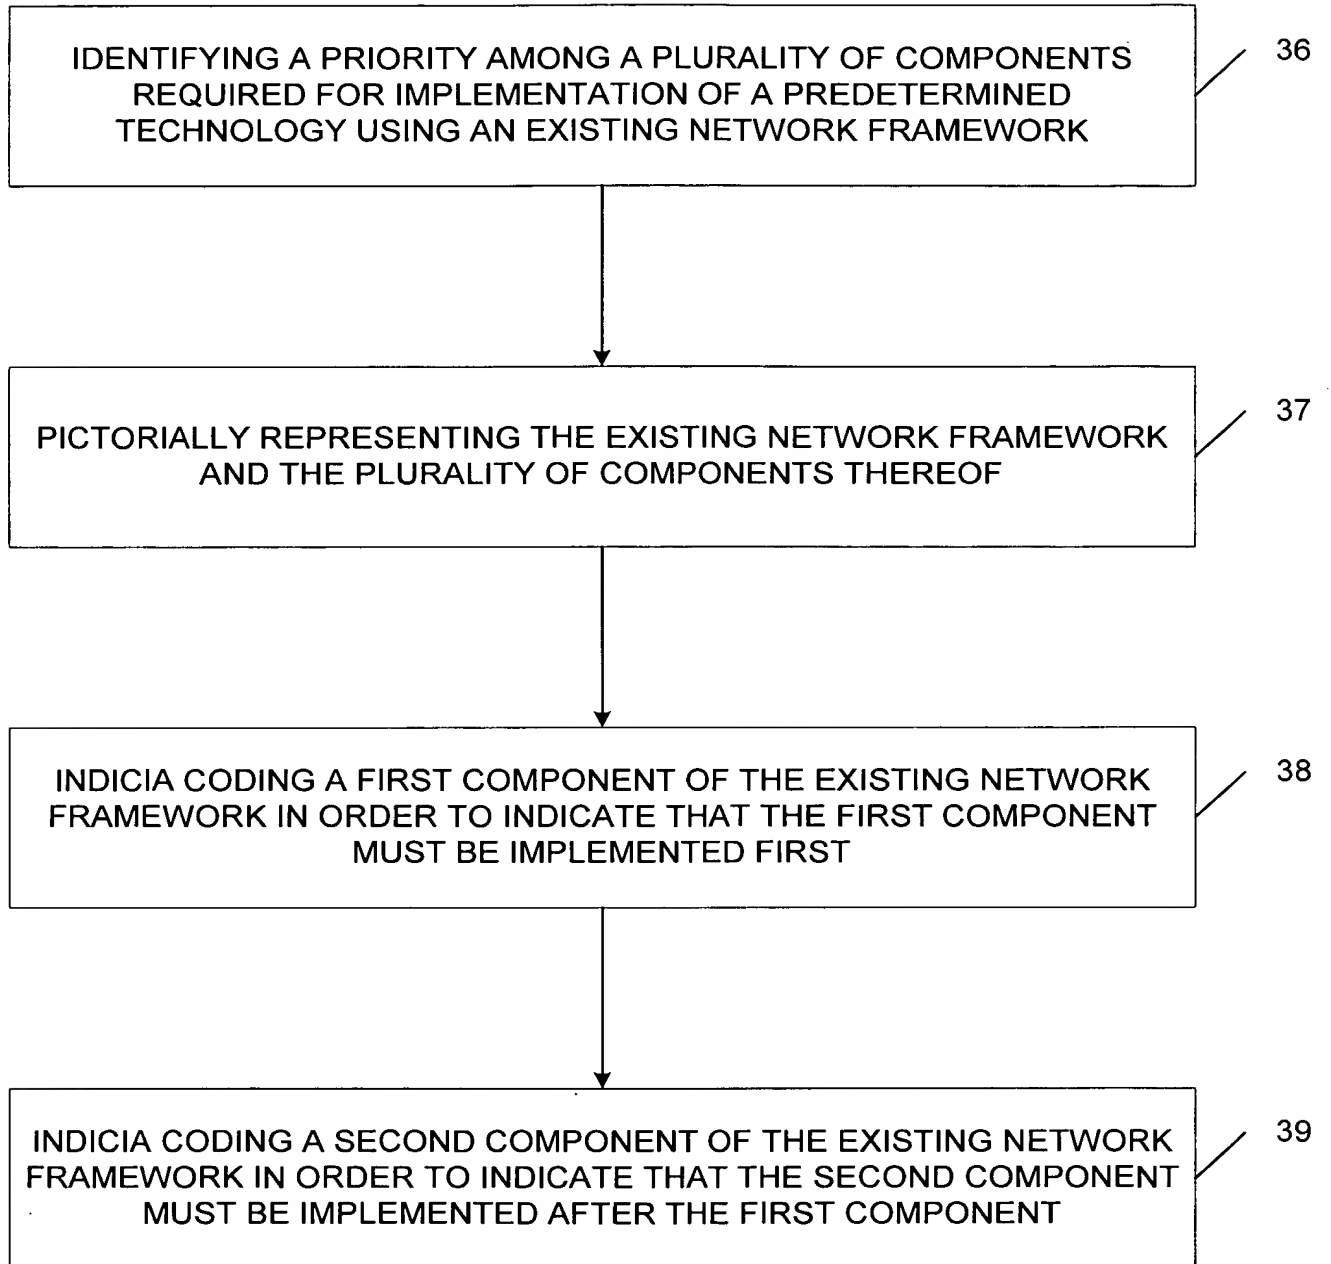 IDENTIFYING A PRIORITY AMONG A PLURALITY OF COMPONENTS
REQUIRED FOR IMPLEMENTATION OF A PREDETERMINED
TECHNOLOGY USING AN EXISTING NETWORK FRAMEWORK
36
PICTORIALLY REPRESENTING THE EXISTING NETWORK FRAMEWORK
AND THE PLURALITY OF COMPONENTS THEREOF
37
INDICIA CODING A FIRST COMPONENT OF THE EXISTING NETWORK
FRAMEWORK IN ORDER TO INDICATE THAT THE FIRST COMPONENT
MUST BE IMPLEMENTED FIRST
38
INDICIA CODING A SECOND COMPONENT OF THE EXISTING NETWORK
FRAMEWORK IN ORDER TO INDICATE THAT THE SECOND COMPONENT
MUST BE IMPLEMENTED AFTER THE FIRST COMPONENT
39